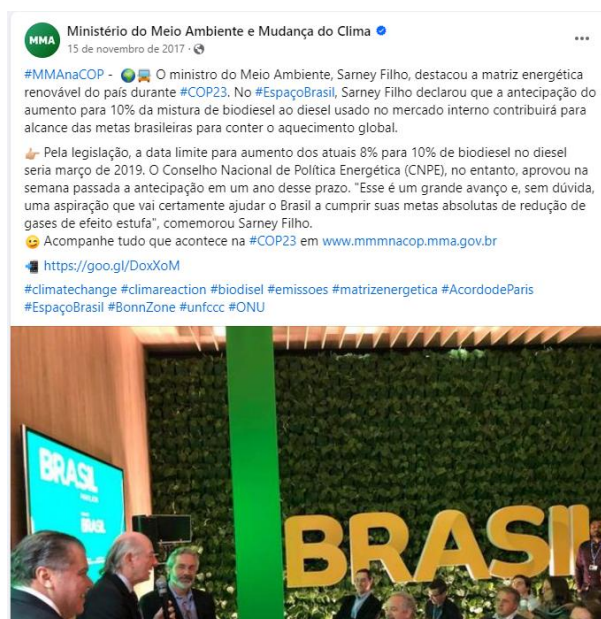 MMA
Ministério do Meio Ambiente e Mudança do Clima
15 de novembro de 2017 ·
#MMAnaCOP - 🌍🚍 O ministro do Meio Ambiente, Sarney Filho, destacou a matriz energética
renovável do país durante #COP23. No #EspaçoBrasil, Sarney Filho declarou que a antecipação do
aumento para 10% da mistura de biodiesel ao diesel usado no mercado interno contribuirá para
alcance das metas brasileiras para conter o aquecimento global.
👉🏼 Pela legislação, a data limite para aumento dos atuais 8% para 10% de biodiesel no diesel
seria março de 2019. O Conselho Nacional de Política Energética (CNPE), no entanto, aprovou na
semana passada a antecipação em um ano desse prazo. "Esse é um grande avanço e, sem dúvida,
uma aspiração que vai certamente ajudar o Brasil a cumprir suas metas absolutas de redução de
gases de efeito estufa", comemorou Sarney Filho.
😉 Acompanhe tudo que acontece na #COP23 em www.mmmnacop.mma.gov.br
📲 https://goo.gl/DoxXoM
#climatechange #climareaction #biodisel #emissoes #matrizenergetica #AcordodeParis
#EspaçoBrasil #BonnZone #unfccc #ONU
BRASIL
BRASIL
BRASIL